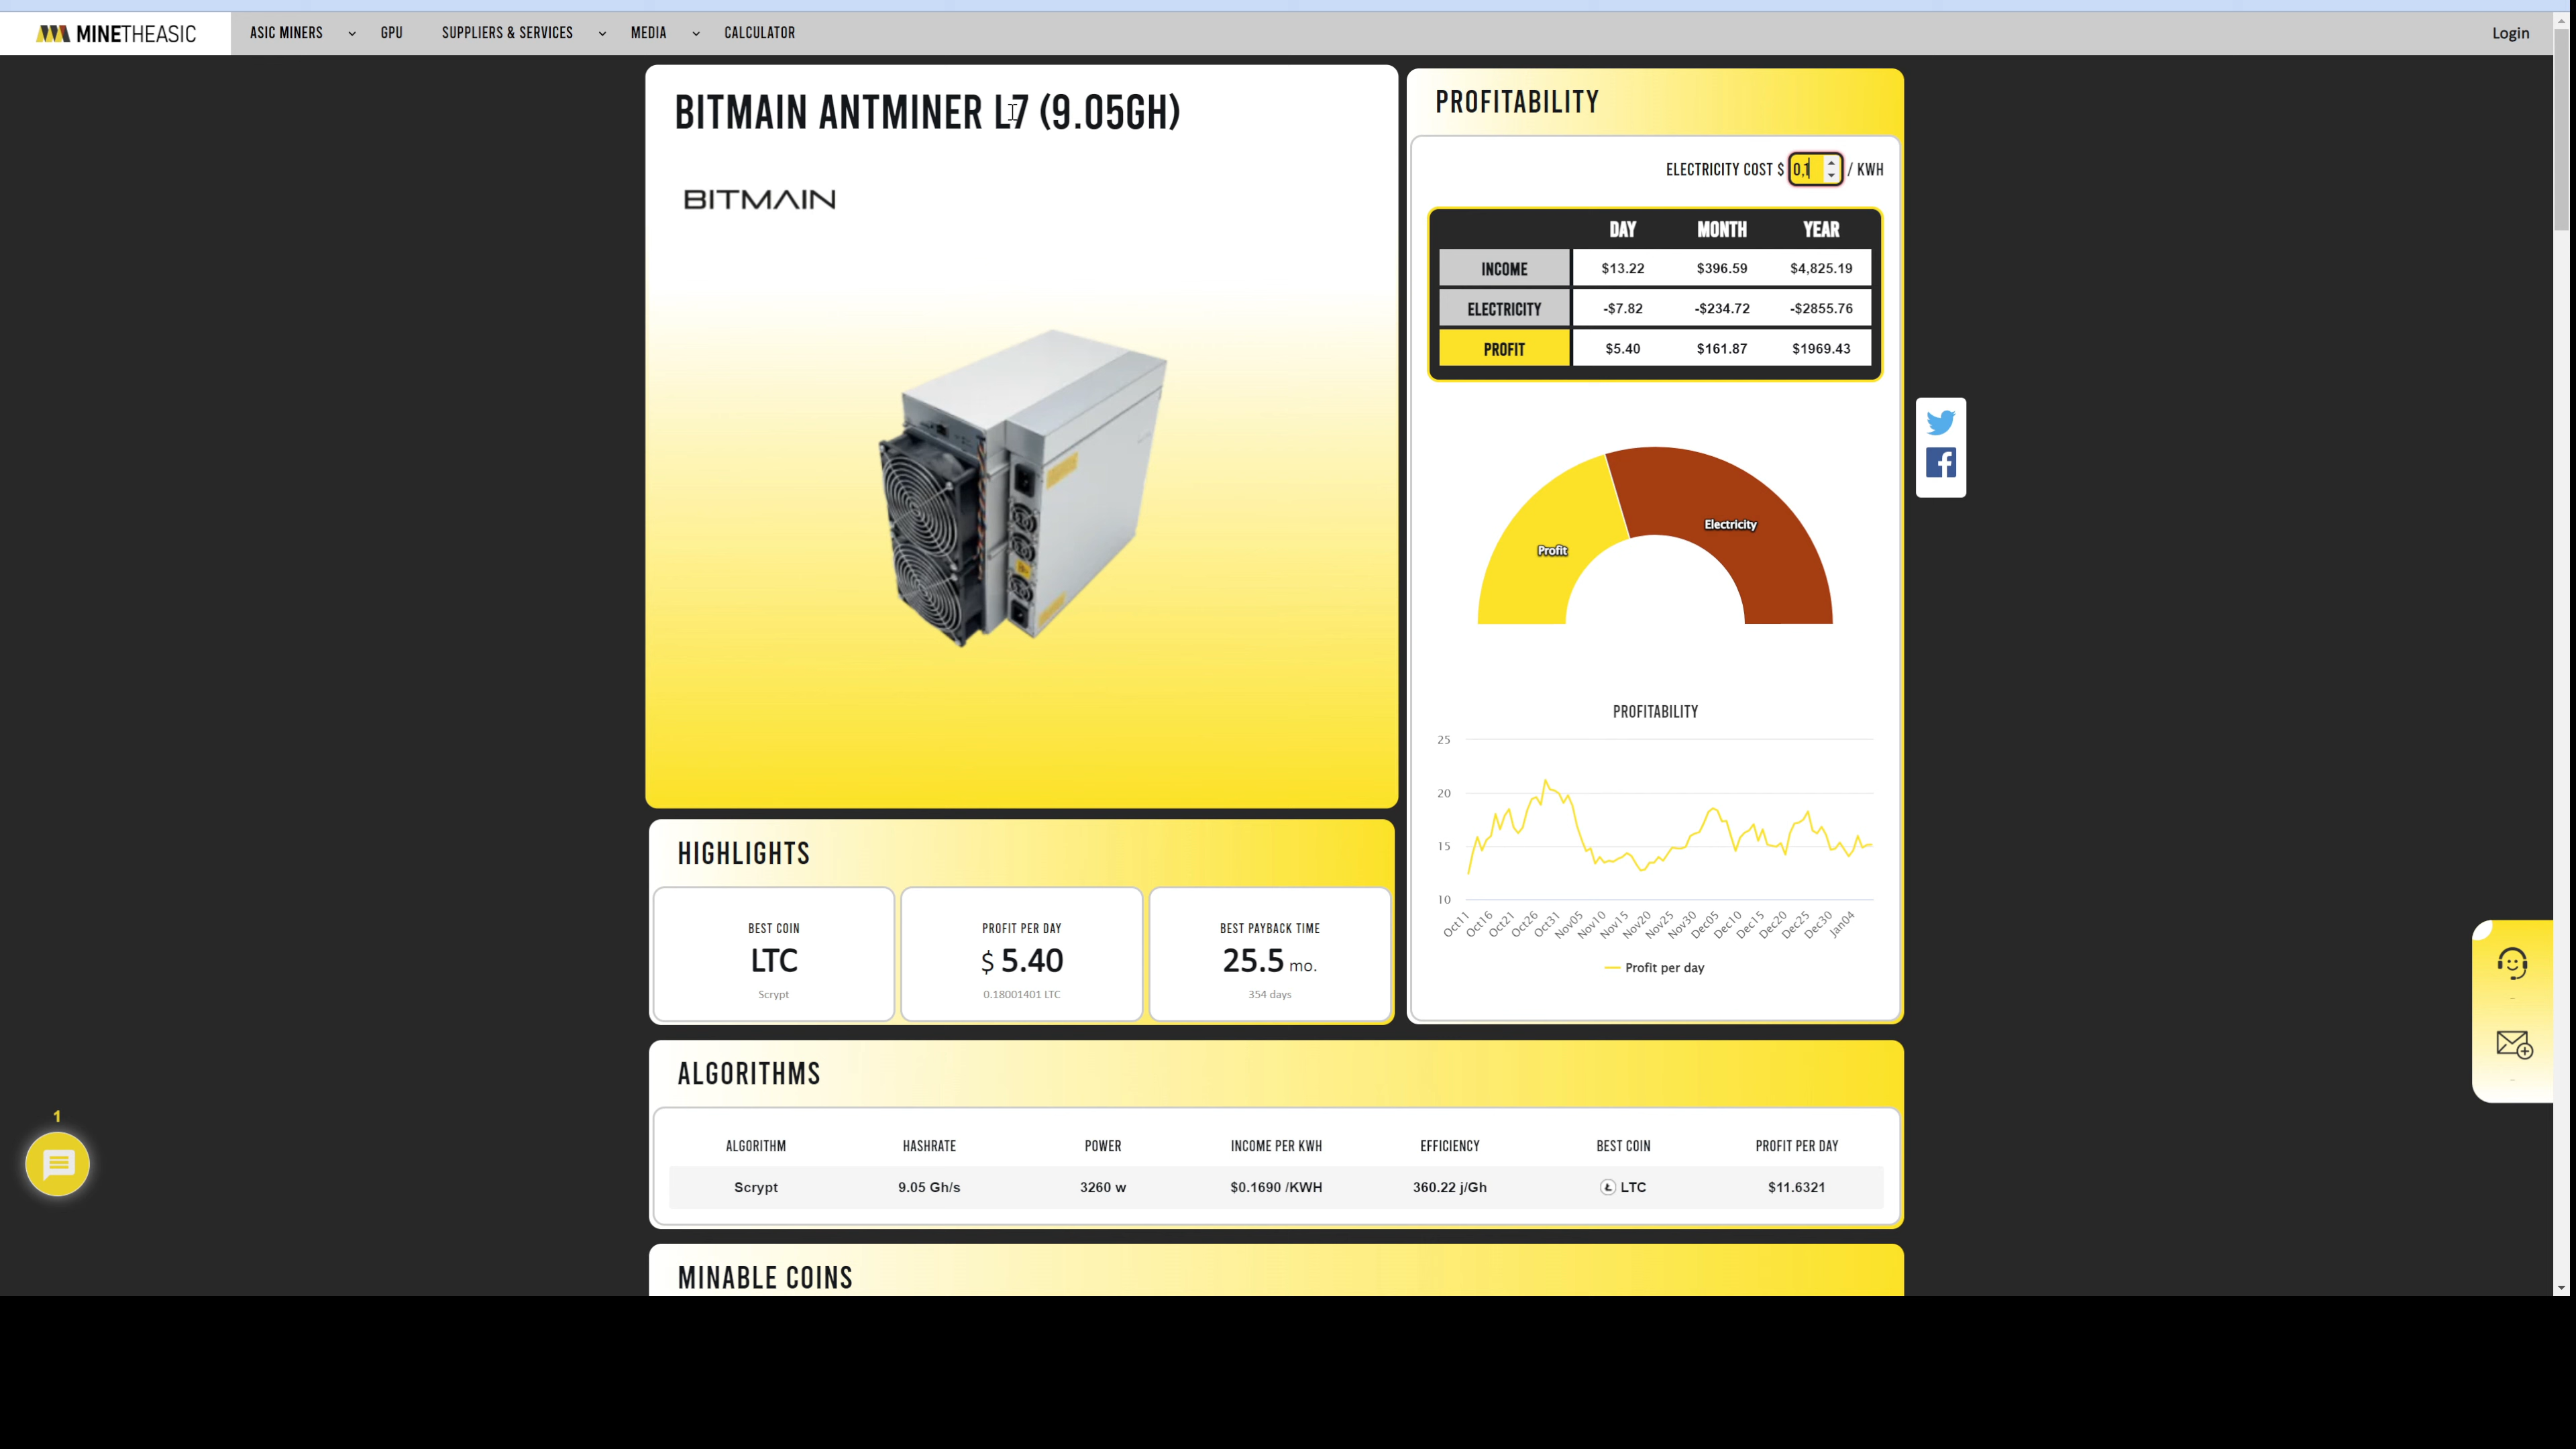 MINETHEASIC
ASIC MINERS GPU SUPPLIERS & SERVICES MEDIA CALCULATOR Login
BITMAIN ANTMINER L7 (9.05GH)
BITMAIN
PROFITABILITY
ELECTRICITY COST $ 0,1 / KWH
DAY MONTH YEAR
INCOME $13.22 $396.59 $4,825.19
ELECTRICITY -$7.82 -$234.72 -$2855.76
PROFIT $5.40 $161.87 $1969.43
Profit
Electricity
PROFITABILITY
25
20
15
10
Oct11 Oct16 Oct21 Oct26 Oct31 Nov05 Nov10 Nov15 Nov20 Nov25 Nov30 Dec05 Dec10 Dec15 Dec20 Dec25 Dec30 Jan04
Profit per day
HIGHLIGHTS
BEST COIN
LTC
Scrypt
PROFIT PER DAY
$ 5.40
0.18001401 LTC
BEST PAYBACK TIME
25.5 mo.
354 days
ALGORITHMS
ALGORITHM HASHRATE POWER INCOME PER KWH EFFICIENCY BEST COIN PROFIT PER DAY
Scrypt 9.05 Gh/s 3260 w $0.1690 /KWH 360.22 j/Gh LTC $11.6321
MINABLE COINS
1